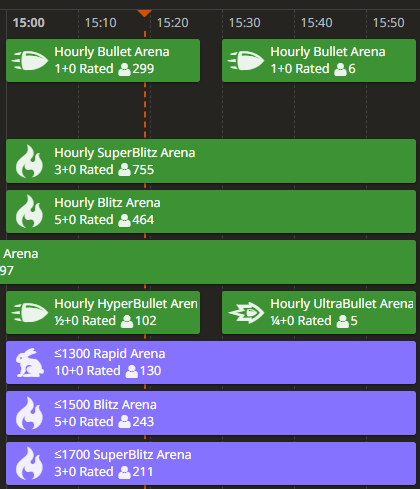 15:00 15:10 15:20 15:30 15:40 15:50
Hourly Bullet Arena
1+0 Rated 299
Hourly Bullet Arena
1+0 Rated 6
Hourly SuperBlitz Arena
3+0 Rated 755
Hourly Blitz Arena
5+0 Rated 464
Arena
97
Hourly HyperBullet Aren
½+0 Rated 102
Hourly UltraBullet Arena
¼+0 Rated 5
≤1300 Rapid Arena
10+0 Rated 130
≤1500 Blitz Arena
5+0 Rated 243
≤1700 SuperBlitz Arena
3+0 Rated 211